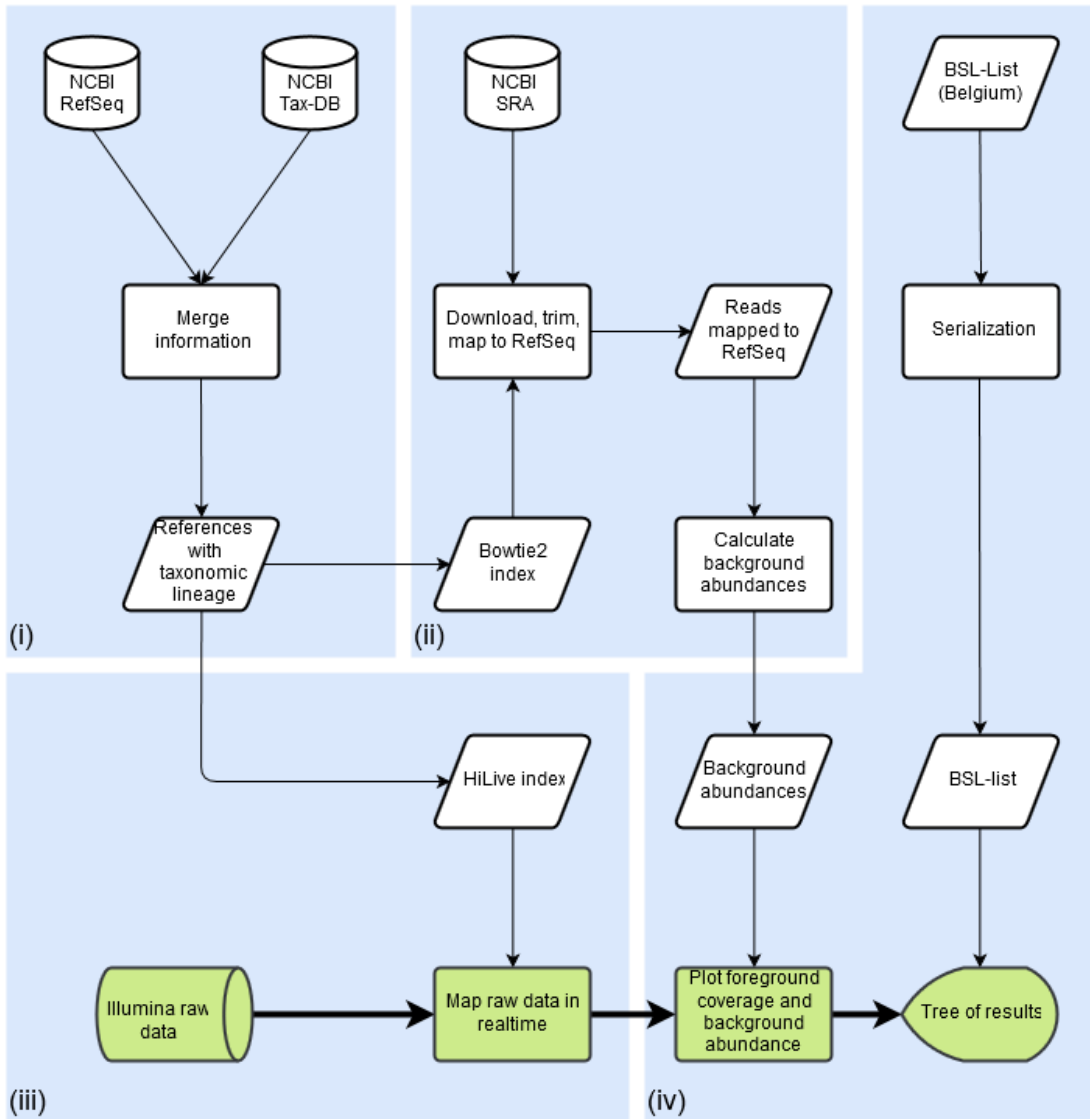 NCBI
RefSeq
NCBI
Tax-DB
Merge
information
References
with
taxonomic
lineage
(i)
NCBI
SRA
Download, trim,
map to RefSeq
Reads
mapped to
RefSeq
Bowtie2
index
Calculate
background
abundances
(ii)
BSL-List
(Belgium)
Serialization
HiLive index
Illumina raw
data
Map raw data in
realtime
(iii)
Background
abundances
BSL-list
Plot foreground
coverage and
background
abundance
Tree of results
(iv)